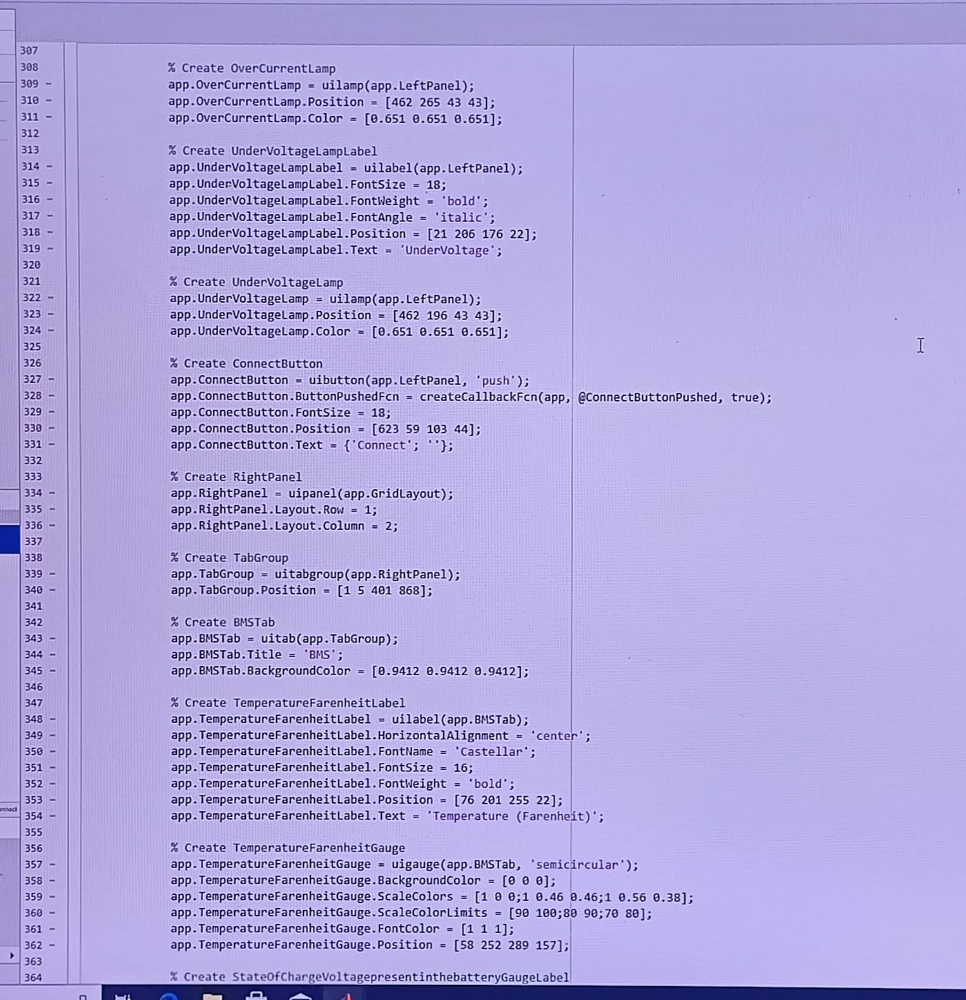 307
308 % Create OverCurrentLamp
309 - app.OverCurrentLamp = uilamp(app.LeftPanel);
310 - app.OverCurrentLamp.Position = [462 265 43 43];
311 - app.OverCurrentLamp.Color = [0.651 0.651 0.651];
312
313 % Create UnderVoltageLampLabel
314 - app.UnderVoltageLampLabel = uilabel(app.LeftPanel);
315 - app.UnderVoltageLampLabel.FontSize = 18;
316 - app.UnderVoltageLampLabel.FontWeight = 'bold';
317 - app.UnderVoltageLampLabel.FontAngle = 'italic';
318 - app.UnderVoltageLampLabel.Position = [21 206 176 22];
319 - app.UnderVoltageLampLabel.Text = 'UnderVoltage';
320
321 % Create UnderVoltageLamp
322 - app.UnderVoltageLamp = uilamp(app.LeftPanel);
323 - app.UnderVoltageLamp.Position = [462 196 43 43];
324 - app.UnderVoltageLamp.Color = [0.651 0.651 0.651];
325
326 % Create ConnectButton
327 - app.ConnectButton = uibutton(app.LeftPanel, 'push');
328 - app.ConnectButton.ButtonPushedFcn = createCallbackFcn(app, @ConnectButtonPushed, true);
329 - app.ConnectButton.FontSize = 18;
330 - app.ConnectButton.Position = [623 59 103 44];
331 - app.ConnectButton.Text = {'Connect'; ''};
332
333 % Create RightPanel
334 - app.RightPanel = uipanel(app.GridLayout);
335 - app.RightPanel.Layout.Row = 1;
336 - app.RightPanel.Layout.Column = 2;
337
338 % Create TabGroup
339 - app.TabGroup = uitabgroup(app.RightPanel);
340 - app.TabGroup.Position = [1 5 401 868];
341
342 % Create BMSTab
343 - app.BMSTab = uitab(app.TabGroup);
344 - app.BMSTab.Title = 'BMS';
345 - app.BMSTab.BackgroundColor = [0.9412 0.9412 0.9412];
346
347 % Create TemperatureFarenheitLabel
348 - app.TemperatureFarenheitLabel = uilabel(app.BMSTab);
349 - app.TemperatureFarenheitLabel.HorizontalAlignment = 'center';
350 - app.TemperatureFarenheitLabel.FontName = 'Castellar';
351 - app.TemperatureFarenheitLabel.FontSize = 16;
352 - app.TemperatureFarenheitLabel.FontWeight = 'bold';
353 - app.TemperatureFarenheitLabel.Position = [76 201 255 22];
354 - app.TemperatureFarenheitLabel.Text = 'Temperature (Farenheit)';
355
356 % Create TemperatureFarenheitGauge
357 - app.TemperatureFarenheitGauge = uigauge(app.BMSTab, 'semicircular');
358 - app.TemperatureFarenheitGauge.BackgroundColor = [0 0 0];
359 - app.TemperatureFarenheitGauge.ScaleColors = [1 0 0;1 0.46 0.46;1 0.56 0.38];
360 - app.TemperatureFarenheitGauge.ScaleColorLimits = [90 100;80 90;70 80];
361 - app.TemperatureFarenheitGauge.FontColor = [1 1 1];
362 - app.TemperatureFarenheitGauge.Position = [58 252 289 157];
363
364 % Create StateOfChargeVoltagepresentinthebatteryGaugeLabel